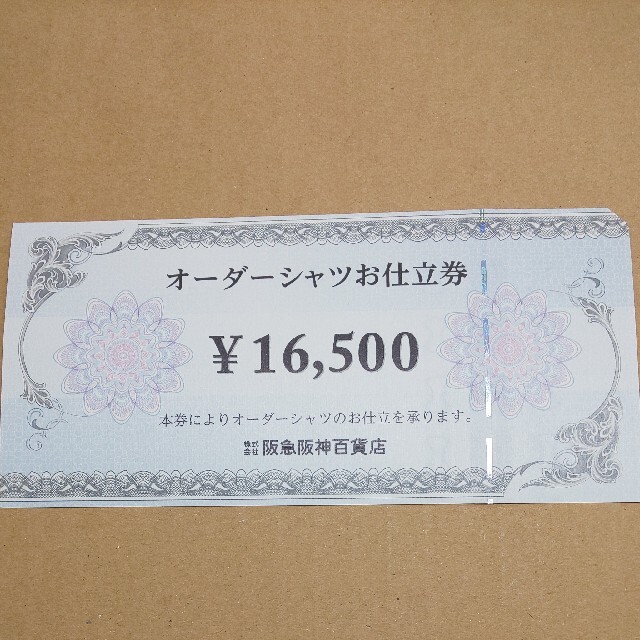 オーダーシャツお仕立券
¥16,500
本券によりオーダーシャツのお仕立を承ります。
株式会社 阪急阪神百貨店